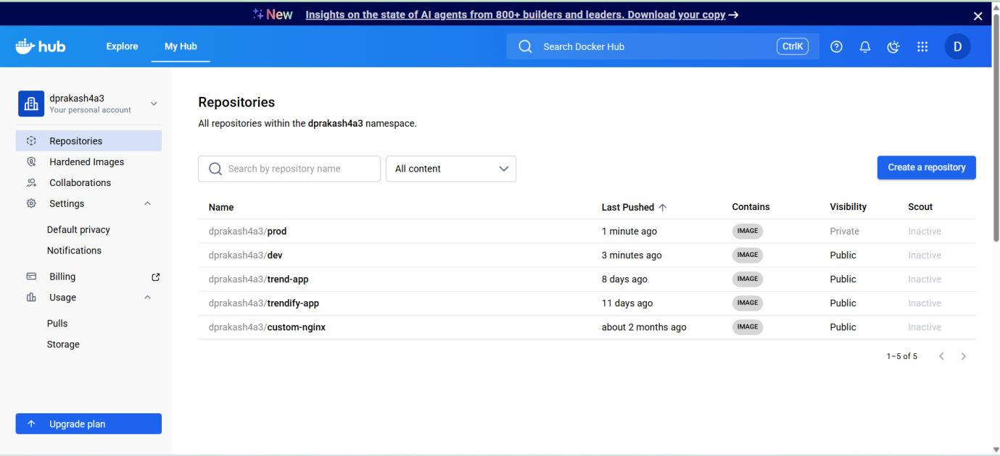 New Insights on the state of AI agents from 800+ builders and leaders. Download your copy →
hub Explore My Hub Search Docker Hub CtrlK D
dprakash4a3
Your personal account
Repositories
Hardened Images
Collaborations
Settings
Default privacy
Notifications
Billing
Usage
Pulls
Storage
Upgrade plan
Repositories
All repositories within the dprakash4a3 namespace.
Search by repository name All content Create a repository
Name Last Pushed Contains Visibility Scout
dprakash4a3/prod 1 minute ago IMAGE Private Inactive
dprakash4a3/dev 3 minutes ago IMAGE Public Inactive
dprakash4a3/trend-app 8 days ago IMAGE Public Inactive
dprakash4a3/trendify-app 11 days ago IMAGE Public Inactive
dprakash4a3/custom-nginx about 2 months ago IMAGE Public Inactive
1–5 of 5